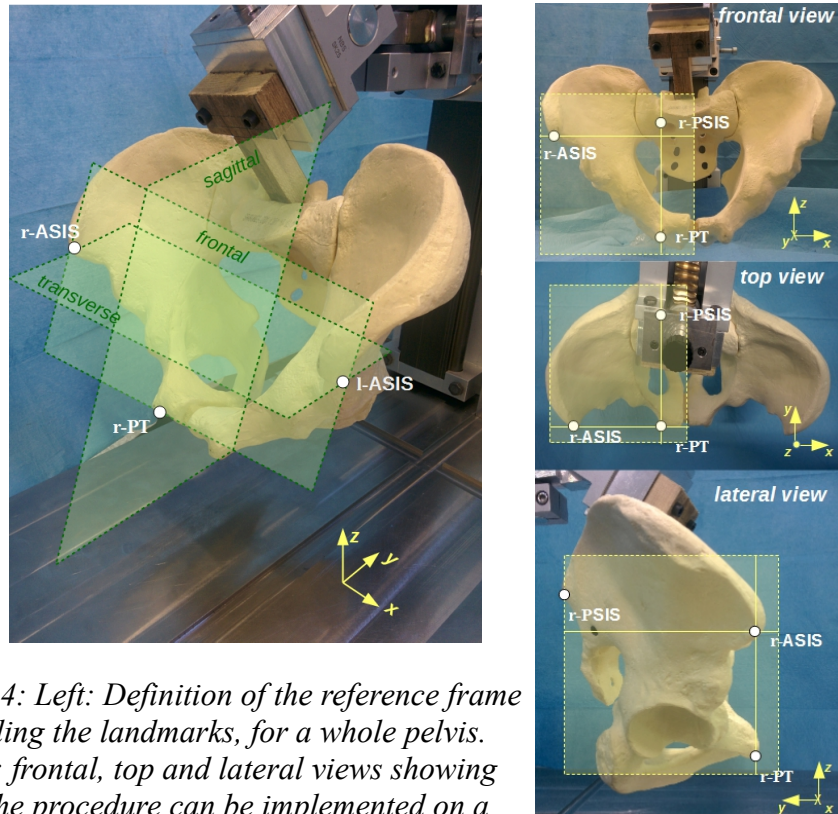 sagittal
r-ASIS
frontal
transverse
l-ASIS
r-PT
z
y
x
frontal view
r-PSIS
r-ASIS
r-PT
z
y
x
top view
r-PSIS
r-ASIS
r-PT
y
z
x
lateral view
r-PSIS
r-ASIS
r-PT
z
y
x
4: Left: Definition of the reference frame
ing the landmarks, for a whole pelvis.
frontal, top and lateral views showing
he procedure can be implemented on a